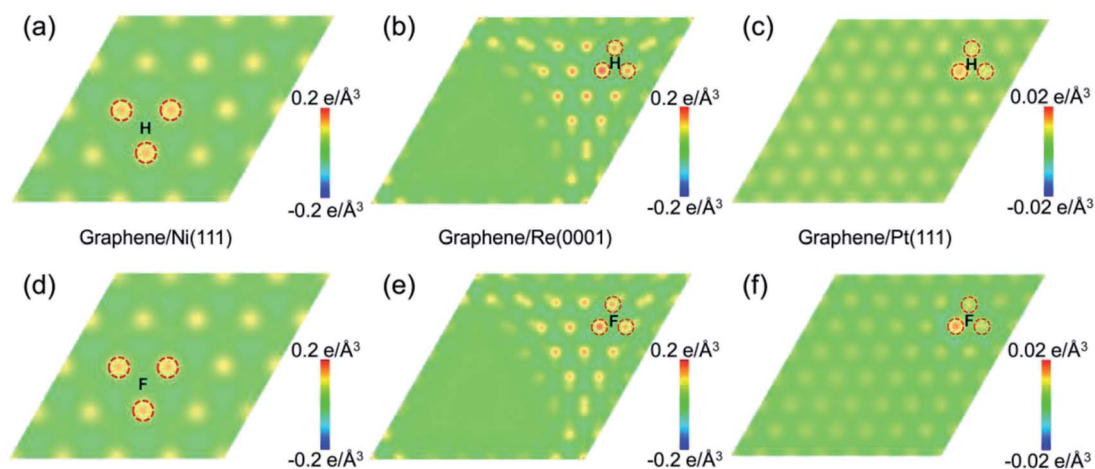 (a)
H
0.2 e/Å³
-0.2 e/Å³
(b)
H
0.2 e/Å³
-0.2 e/Å³
(c)
H
0.02 e/Å³
-0.02 e/Å³
Graphene/Ni(111)
Graphene/Re(0001)
Graphene/Pt(111)
(d)
F
0.2 e/Å³
-0.2 e/Å³
(e)
F
0.2 e/Å³
-0.2 e/Å³
(f)
F
0.02 e/Å³
-0.02 e/Å³